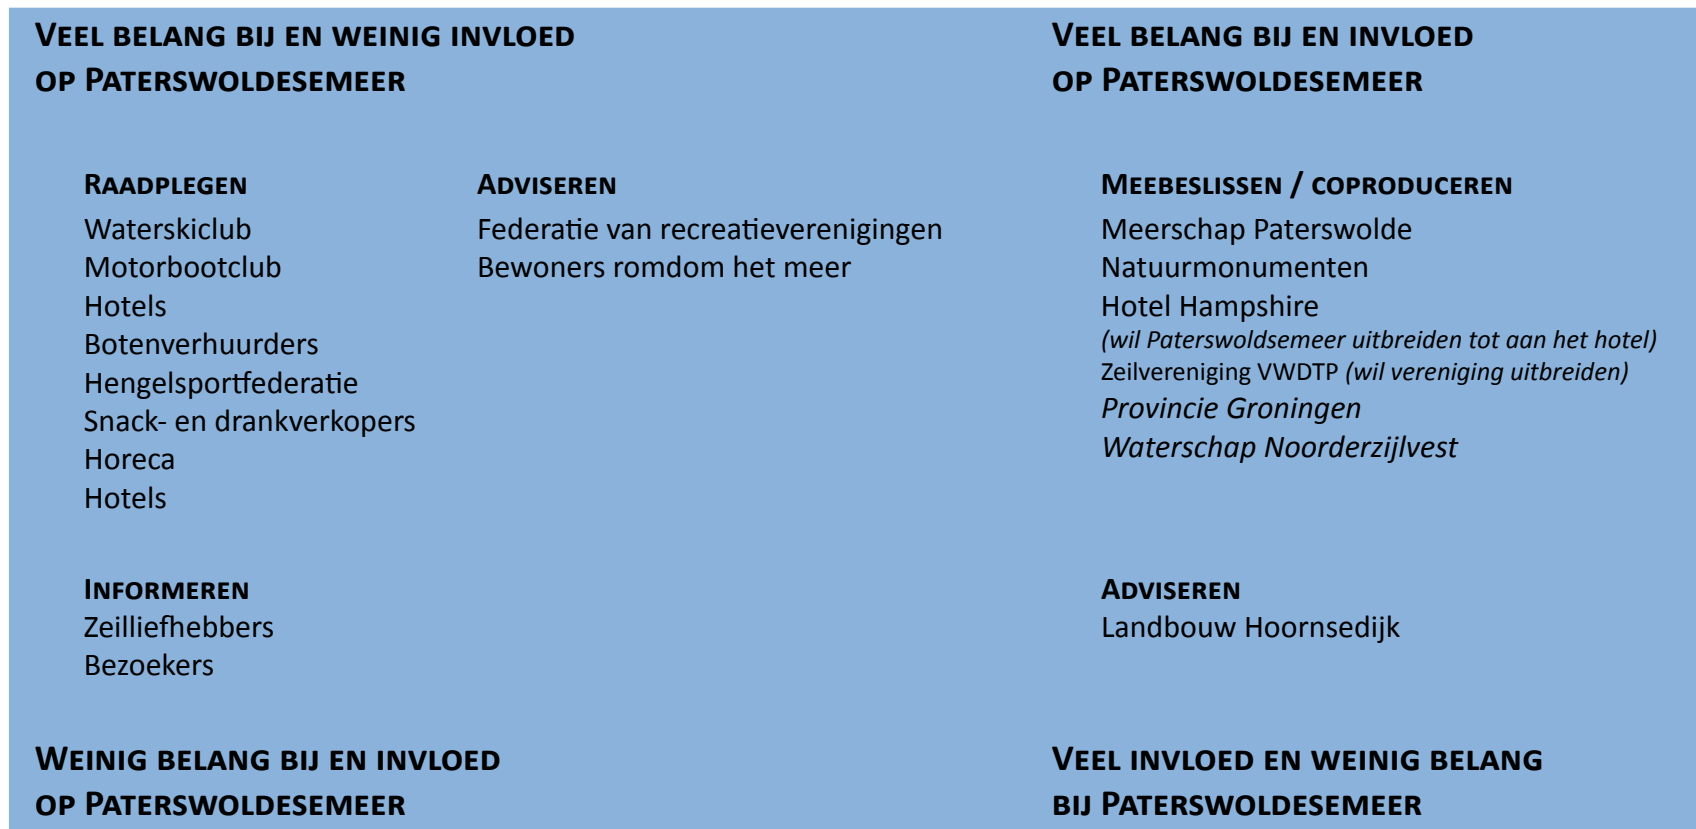 Veel belang bij en weinig invloed
op Paterswoldesemeer
Raadplegen
Waterskiclub
Motorbootclub
Hotels
Botenverhuurders
Hengelsportfederatie
Snack- en drankverkopers
Horeca
Hotels
Adviseren
Federatie van recreatieverenigingen
Bewoners romdom het meer
Informeren
Zeilliefhebbers
Bezoekers
Weinig belang bij en invloed
op Paterswoldesemeer
Veel belang bij en invloed
op Paterswoldesemeer
Meebeslissen / coproduceren
Meerschap Paterswolde
Natuurmonumenten
Hotel Hampshire
(wil Paterswoldsemeer uitbreiden tot aan het hotel)
Zeilvereniging VWDTP (wil vereniging uitbreiden)
Provincie Groningen
Waterschap Noorderzijlvest
Adviseren
Landbouw Hoornsedijk
Veel invloed en weinig belang
bij Paterswoldesemeer